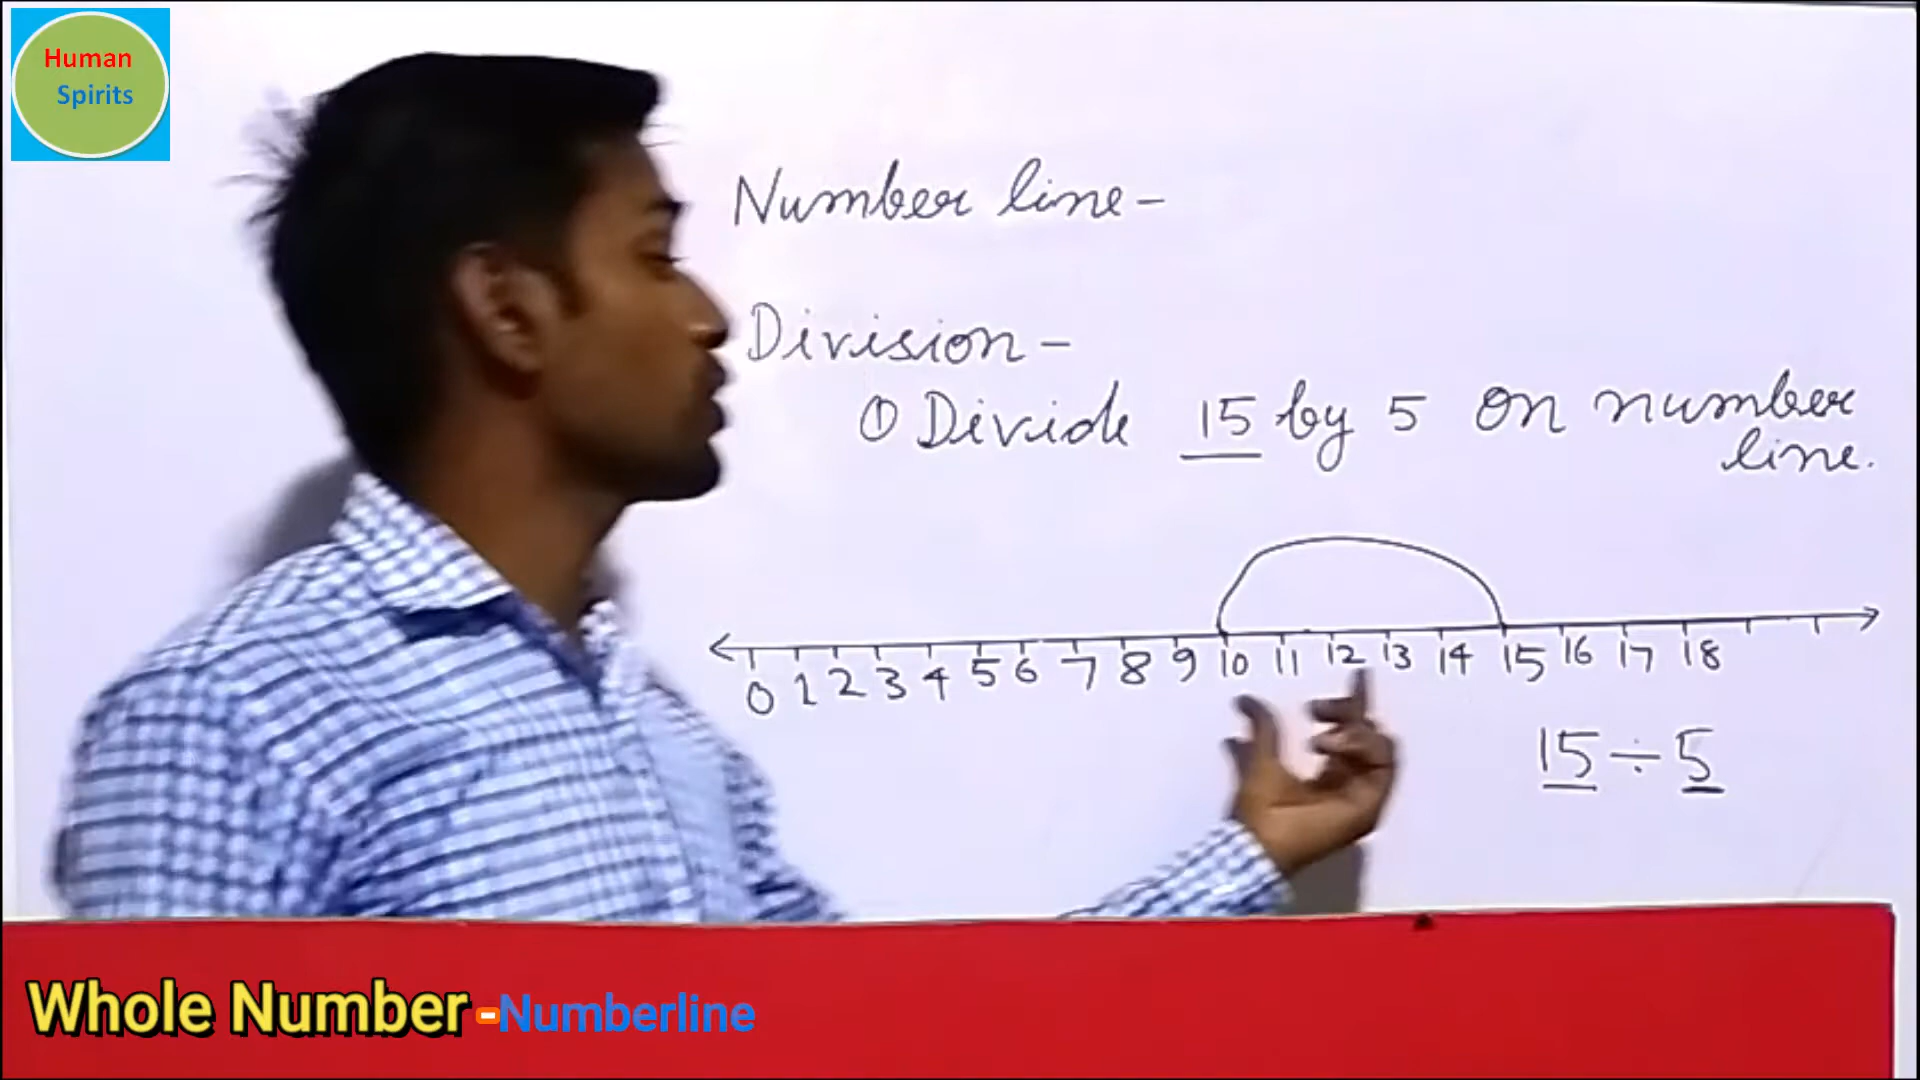 Human
Spirits
Number line-
Division-
① Divide 15 by 5 on number
line.
0 1 2 3 4 5 6 7 8 9 10 11 12 13 14 15 16 17 18
15 ÷ 5
Whole Number -Numberline